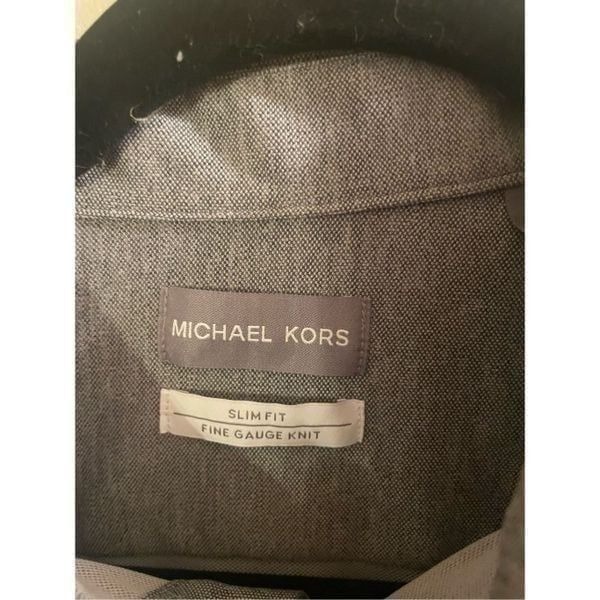 MICHAEL KORS
SLIM FIT
FINE GAUGE KNIT